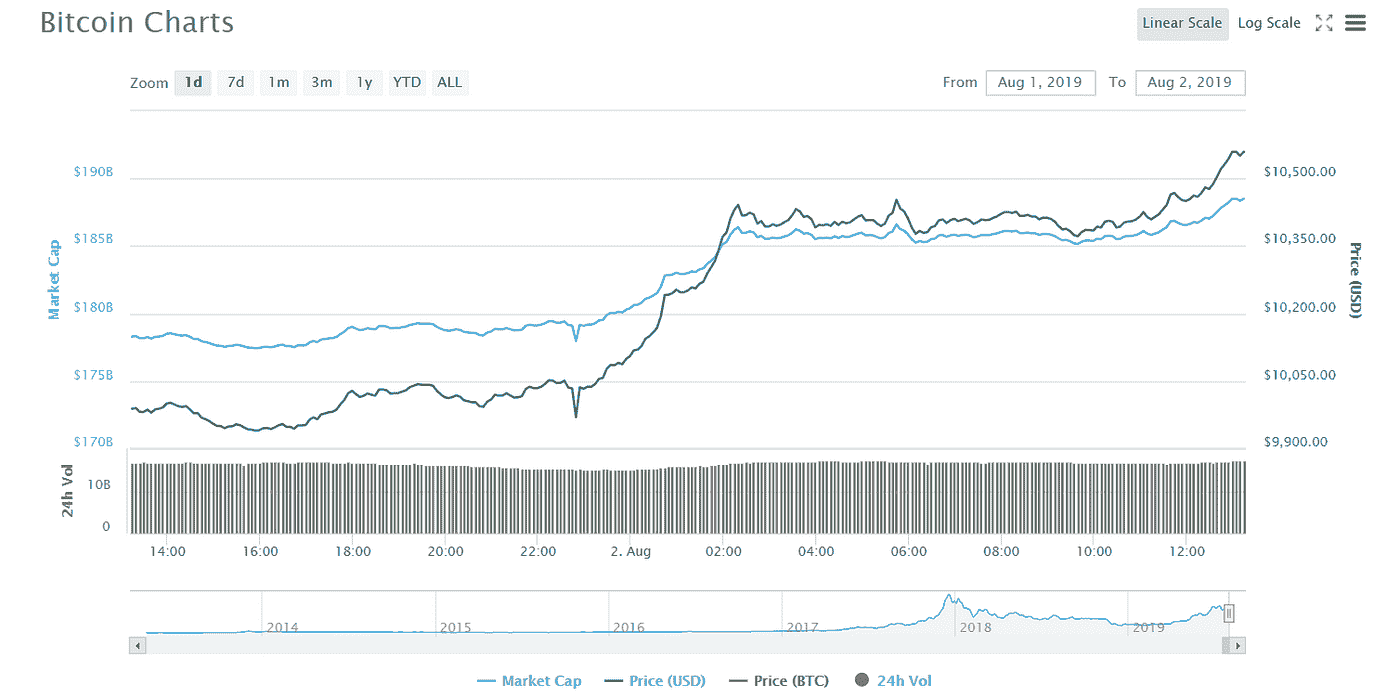 Bitcoin Charts
Linear Scale Log Scale
Zoom 1d 7d 1m 3m 1y YTD ALL From Aug 1, 2019 To Aug 2, 2019
$190B $10,500.00
$185B $10,350.00
Market Cap
Price (USD)
$180B $10,200.00
$175B $10,050.00
$170B $9,900.00
24h Vol
10B
0
14:00 16:00 18:00 20:00 22:00 2. Aug 02:00 04:00 06:00 08:00 10:00 12:00
2014 2015 2016 2017 2018 2019
Market Cap Price (USD) Price (BTC) 24h Vol